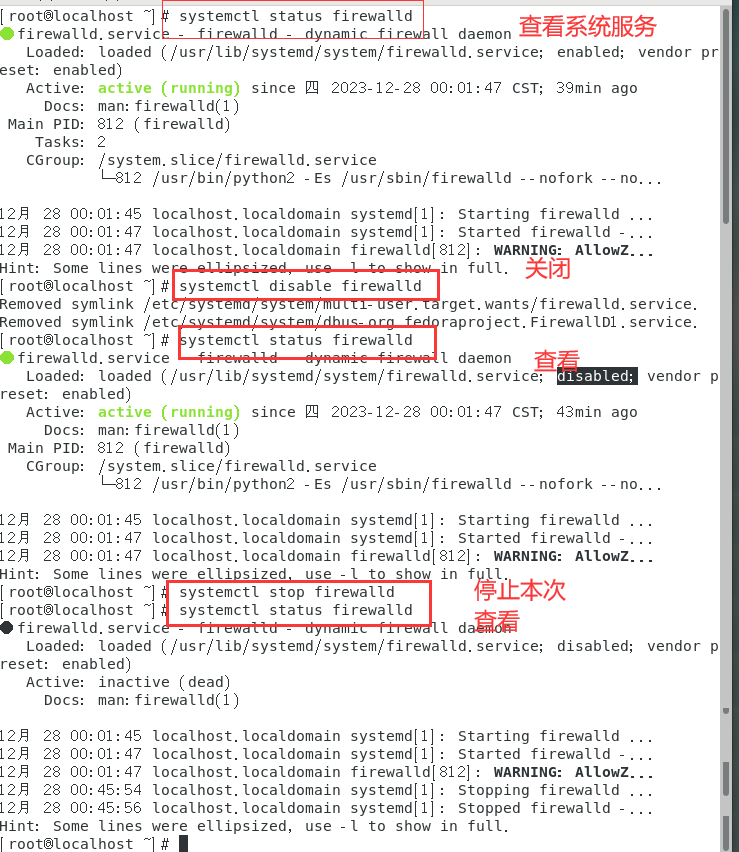 [root@localhost ~]# systemctl status firewalld
查看系统服务
firewalld.service - firewalld - dynamic firewall daemon
Loaded: loaded (/usr/lib/systemd/system/firewalld.service; enabled; vendor pr
eset: enabled)
Active: active (running) since 四 2023-12-28 00:01:47 CST; 39min ago
Docs: man:firewalld(1)
Main PID: 812 (firewalld)
Tasks: 2
CGroup: /system.slice/firewalld.service
└─812 /usr/bin/python2 -Es /usr/sbin/firewalld --nofork --no...
12月 28 00:01:45 localhost.localdomain systemd[1]: Starting firewalld ...
12月 28 00:01:47 localhost.localdomain systemd[1]: Started firewalld -...
12月 28 00:01:47 localhost.localdomain firewalld[812]: WARNING: AllowZ...
Hint: Some lines were ellipsized, use -l to show in full.
关闭
[root@localhost ~]# systemctl disable firewalld
Removed symlink /etc/systemd/system/multi-user.target.wants/firewalld.service.
Removed symlink /etc/systemd/system/dbus-org.fedoraproject.FirewallD1.service.
[root@localhost ~]# systemctl status firewalld
firewalld.service - firewalld - dynamic firewall daemon
查看
Loaded: loaded (/usr/lib/systemd/system/firewalld.service; disabled; vendor p
reset: enabled)
Active: active (running) since 四 2023-12-28 00:01:47 CST; 43min ago
Docs: man:firewalld(1)
Main PID: 812 (firewalld)
CGroup: /system.slice/firewalld.service
└─812 /usr/bin/python2 -Es /usr/sbin/firewalld --nofork --no...
12月 28 00:01:45 localhost.localdomain systemd[1]: Starting firewalld ...
12月 28 00:01:47 localhost.localdomain systemd[1]: Started firewalld -...
12月 28 00:01:47 localhost.localdomain firewalld[812]: WARNING: AllowZ...
Hint: Some lines were ellipsized, use -l to show in full.
[root@localhost ~]# systemctl stop firewalld
停止本次
[root@localhost ~]# systemctl status firewalld
查看
firewalld.service - firewalld - dynamic firewall daemon
Loaded: loaded (/usr/lib/systemd/system/firewalld.service; disabled; vendor p
reset: enabled)
Active: inactive (dead)
Docs: man:firewalld(1)
12月 28 00:01:45 localhost.localdomain systemd[1]: Starting firewalld ...
12月 28 00:01:47 localhost.localdomain systemd[1]: Started firewalld -...
12月 28 00:01:47 localhost.localdomain firewalld[812]: WARNING: AllowZ...
12月 28 00:45:54 localhost.localdomain systemd[1]: Stopping firewalld ...
12月 28 00:45:56 localhost.localdomain systemd[1]: Stopped firewalld -...
Hint: Some lines were ellipsized, use -l to show in full.
[root@localhost ~]#